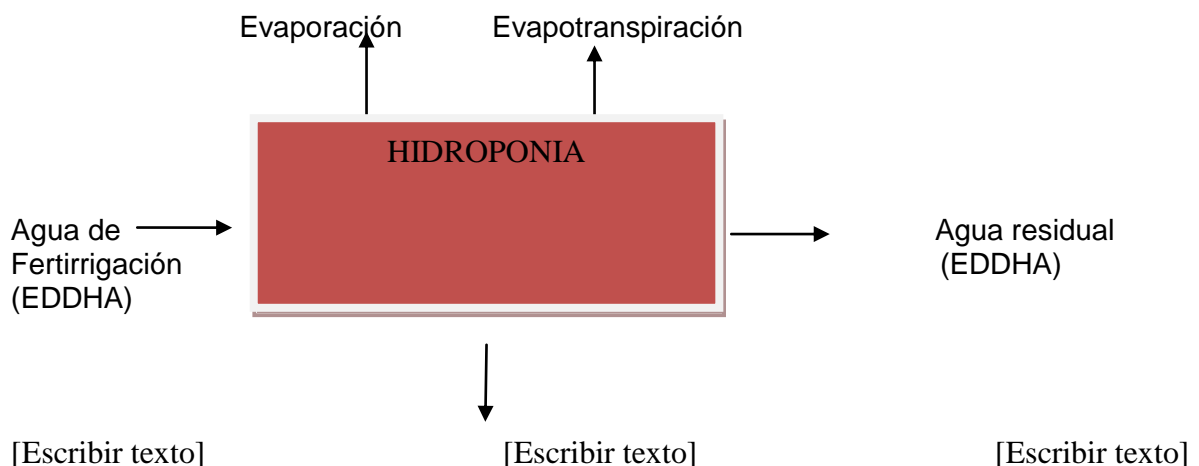 Evaporación Evapotranspiración
HIDROPONIA
Agua de
Fertirrigación
(EDDHA)
Agua residual
(EDDHA)
[Escribir texto] [Escribir texto] [Escribir texto]